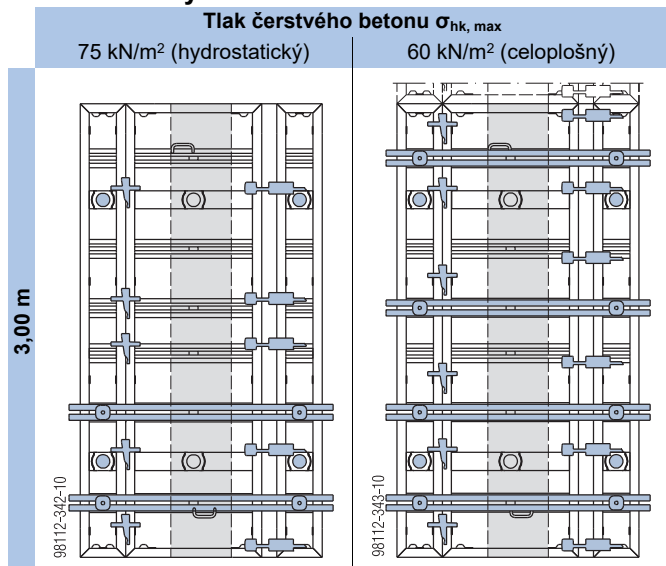 Tlak čerstvého betonu σhk, max
75 kN/m² (hydrostatický)
60 kN/m² (celoplošný)
3,00 m
98112-342-10
98112-343-10